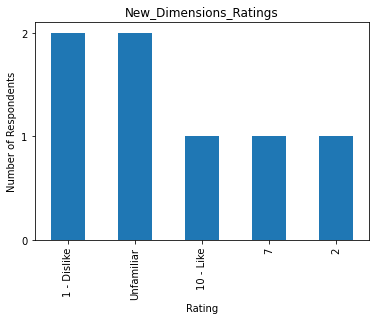 New_Dimensions_Ratings
Number of Respondents
2
1
0
1 - Dislike
Unfamiliar
10 - Like
7
2
Rating